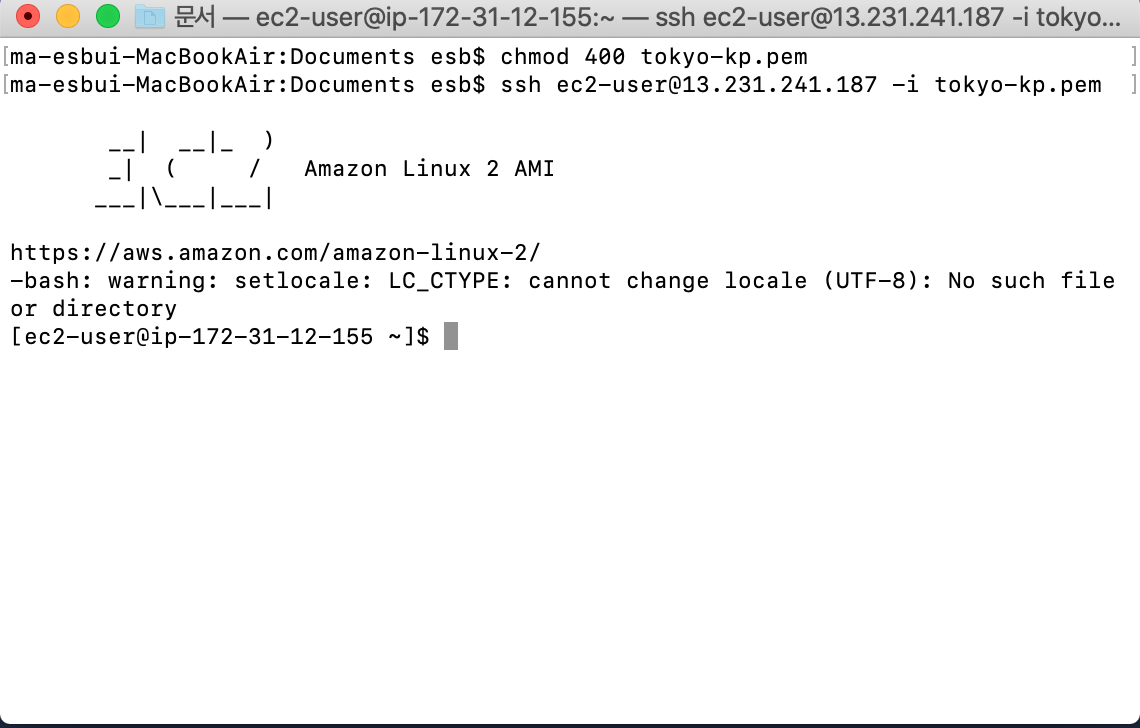 문서 — ec2-user@ip-172-31-12-155:~ — ssh ec2-user@13.231.241.187 -i tokyo...
[ma-esbui-MacBookAir:Documents esb$ chmod 400 tokyo-kp.pem ]
[ma-esbui-MacBookAir:Documents esb$ ssh ec2-user@13.231.241.187 -i tokyo-kp.pem ]
       __|  __|_  )
       _|  (     /   Amazon Linux 2 AMI
      ___|\___|___|
https://aws.amazon.com/amazon-linux-2/
-bash: warning: setlocale: LC_CTYPE: cannot change locale (UTF-8): No such file
or directory
[ec2-user@ip-172-31-12-155 ~]$